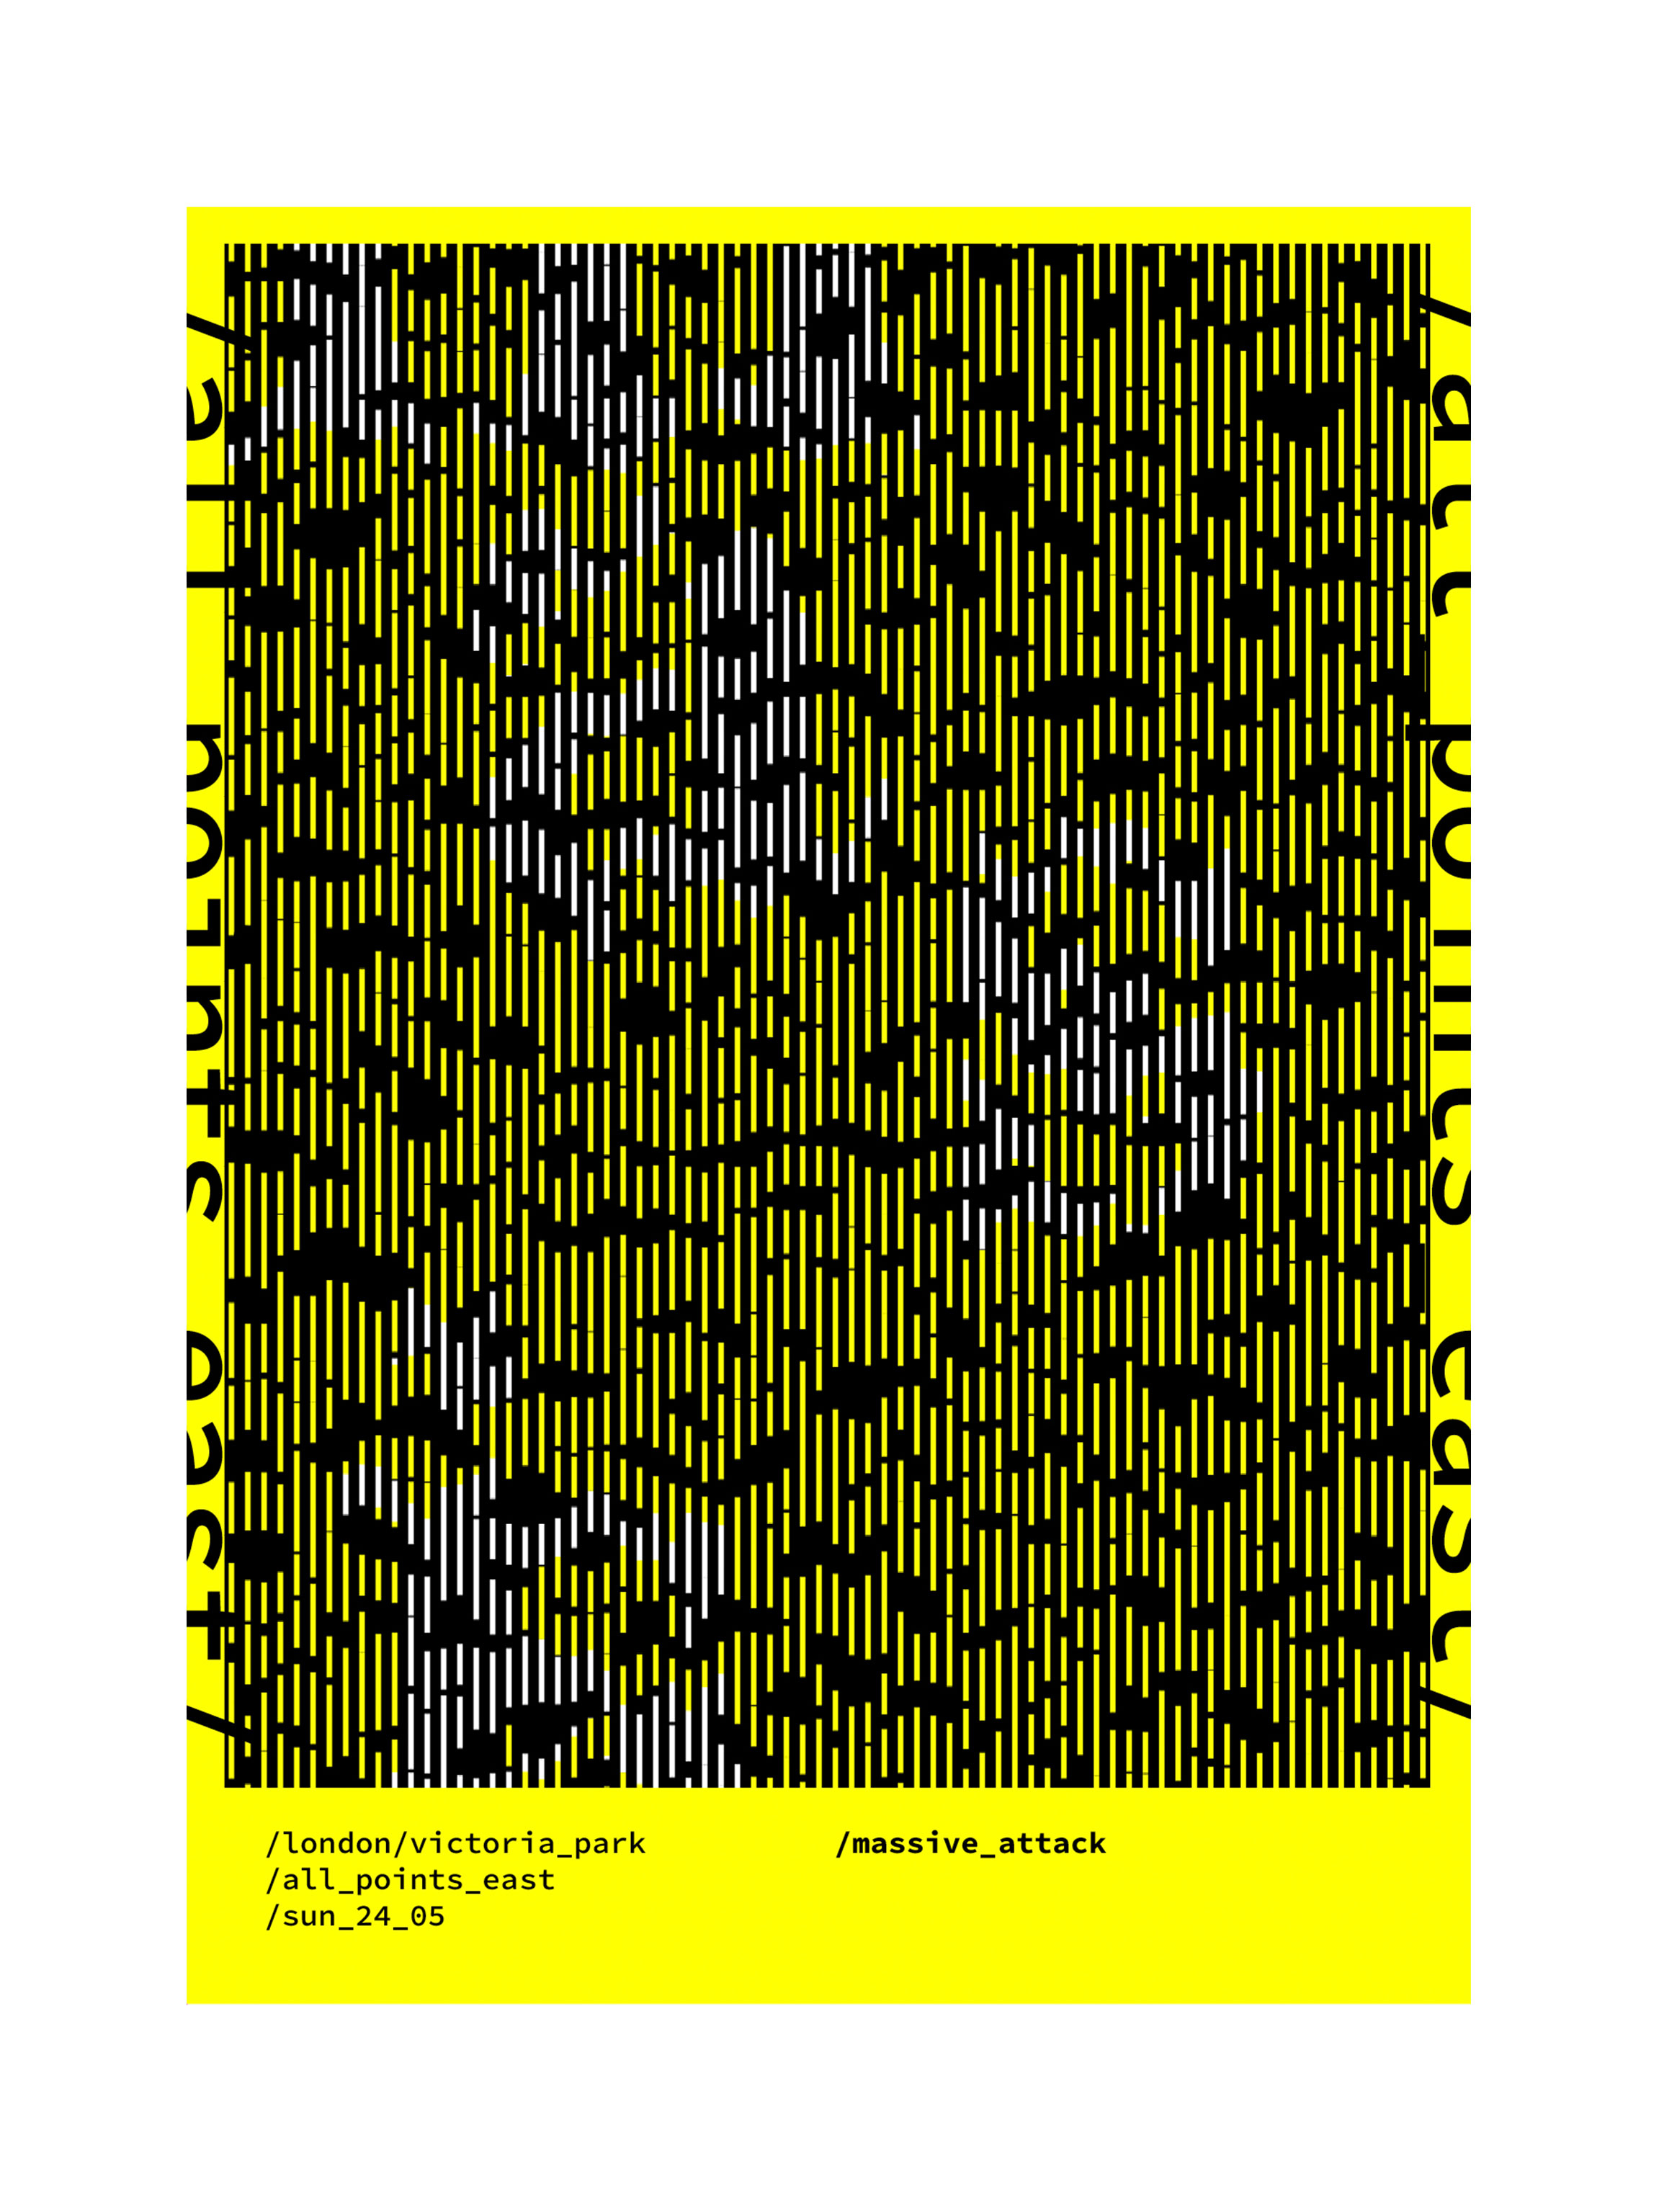 /all_points_east/
/all_points_east/
/london/victoria_park
/all_points_east
/sun_24_05
/massive_attack